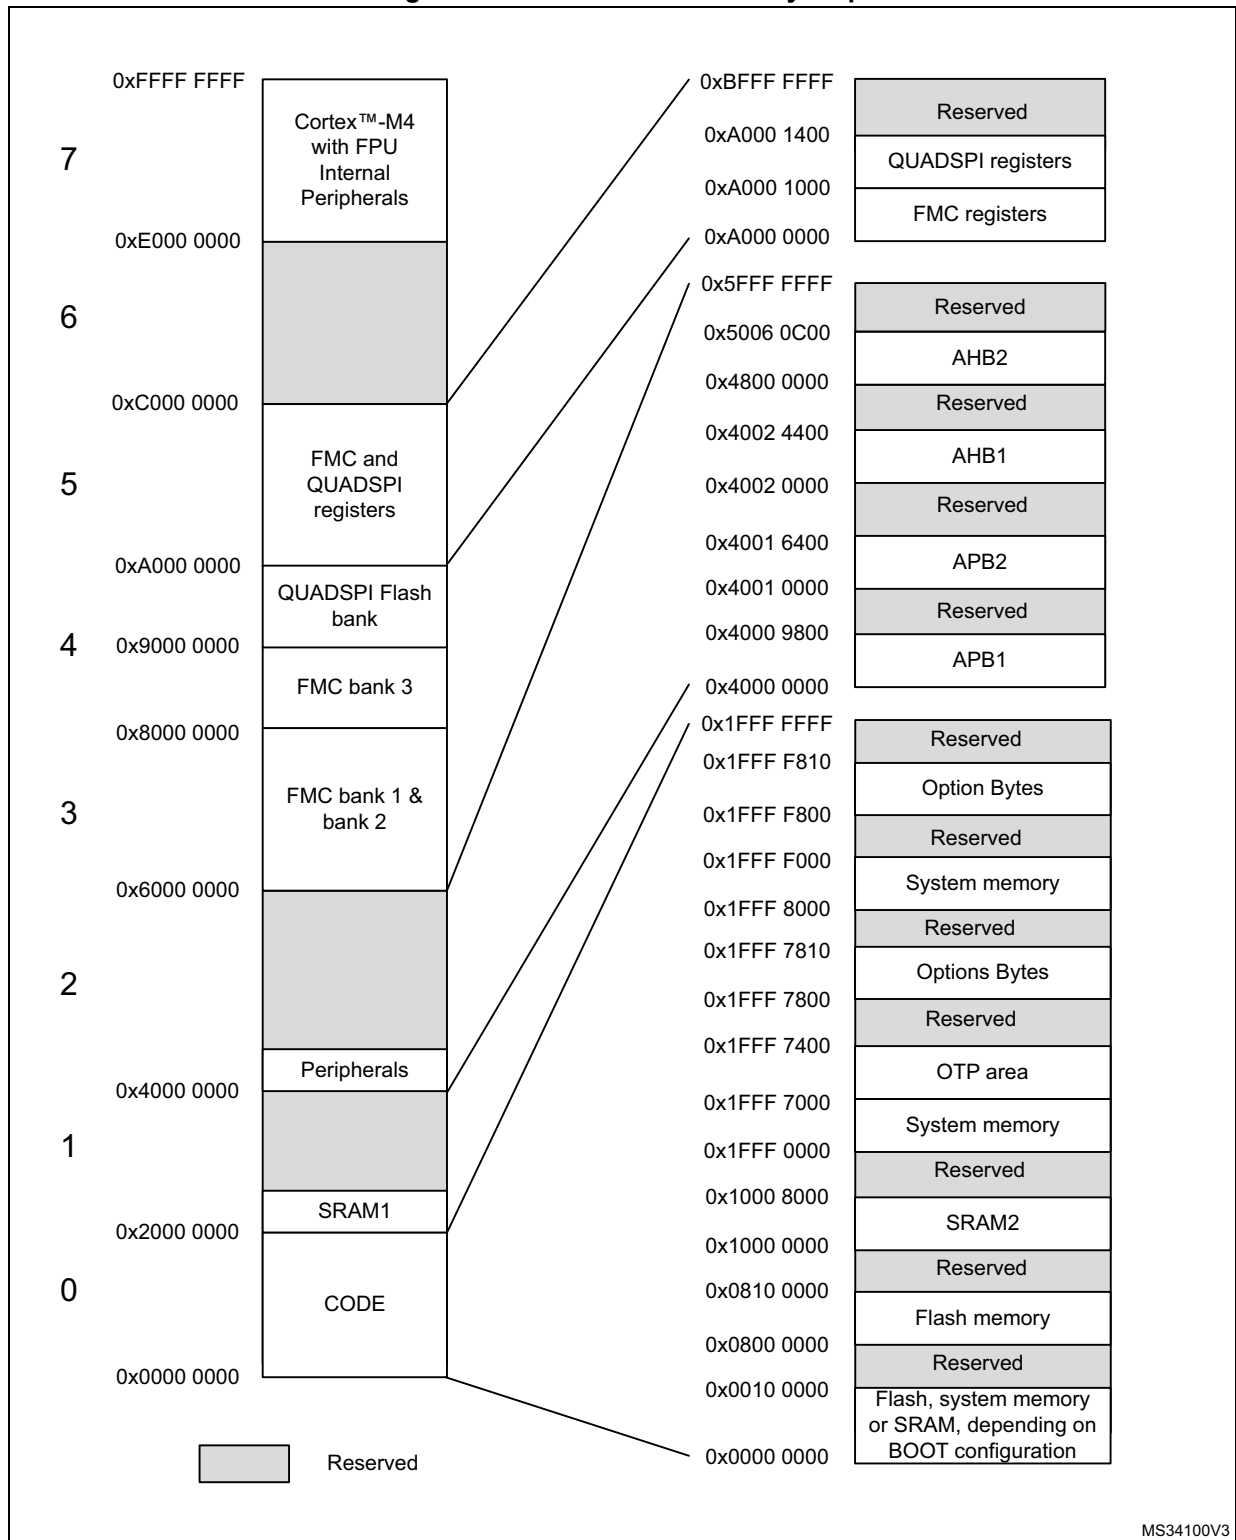 0xFFFF FFFF
Cortex™-M4
with FPU
Internal
Peripherals
7
0xE000 0000
6
0xC000 0000
FMC and
QUADSPI
registers
5
0xA000 0000
QUADSPI Flash
bank
4
0x9000 0000
FMC bank 3
0x8000 0000
FMC bank 1 &
bank 2
3
0x6000 0000
2
Peripherals
0x4000 0000
1
SRAM1
0x2000 0000
0
CODE
0x0000 0000
Reserved
0xBFFF FFFF
Reserved
0xA000 1400
QUADSPI registers
0xA000 1000
FMC registers
0xA000 0000
0x5FFF FFFF
Reserved
0x5006 0C00
AHB2
0x4800 0000
Reserved
0x4002 4400
AHB1
0x4002 0000
Reserved
0x4001 6400
APB2
0x4001 0000
Reserved
0x4000 9800
APB1
0x4000 0000
0x1FFF FFFF
Reserved
0x1FFF F810
Option Bytes
0x1FFF F800
Reserved
0x1FFF F000
System memory
0x1FFF 8000
Reserved
0x1FFF 7810
Options Bytes
0x1FFF 7800
Reserved
0x1FFF 7400
OTP area
0x1FFF 7000
System memory
0x1FFF 0000
Reserved
0x1000 8000
SRAM2
0x1000 0000
Reserved
0x0810 0000
Flash memory
0x0800 0000
Reserved
0x0010 0000
Flash, system memory
or SRAM, depending on
BOOT configuration
0x0000 0000
MS34100V3